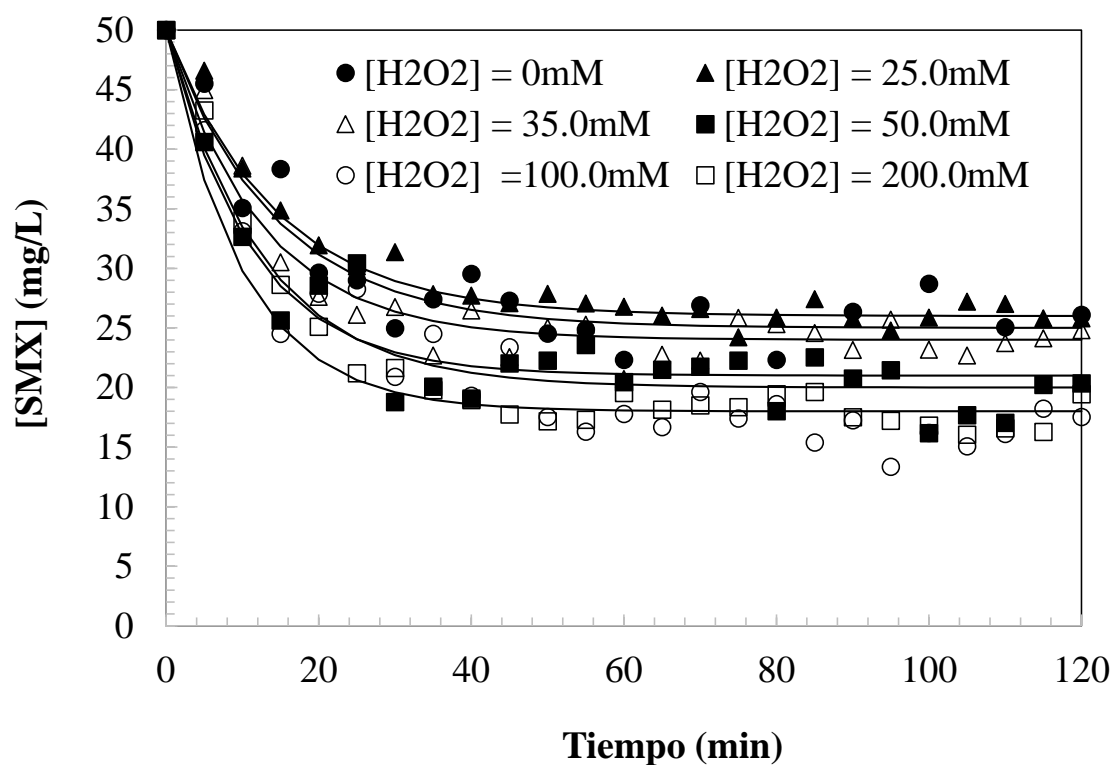 [SMX] (mg/L)
50
45
40
35
30
25
20
15
10
5
0
[H2O2] = 0mM
[H2O2] = 25.0mM
[H2O2] = 35.0mM
[H2O2] = 50.0mM
[H2O2]  =100.0mM
[H2O2] = 200.0mM
0 20 40 60 80 100 120
Tiempo (min)